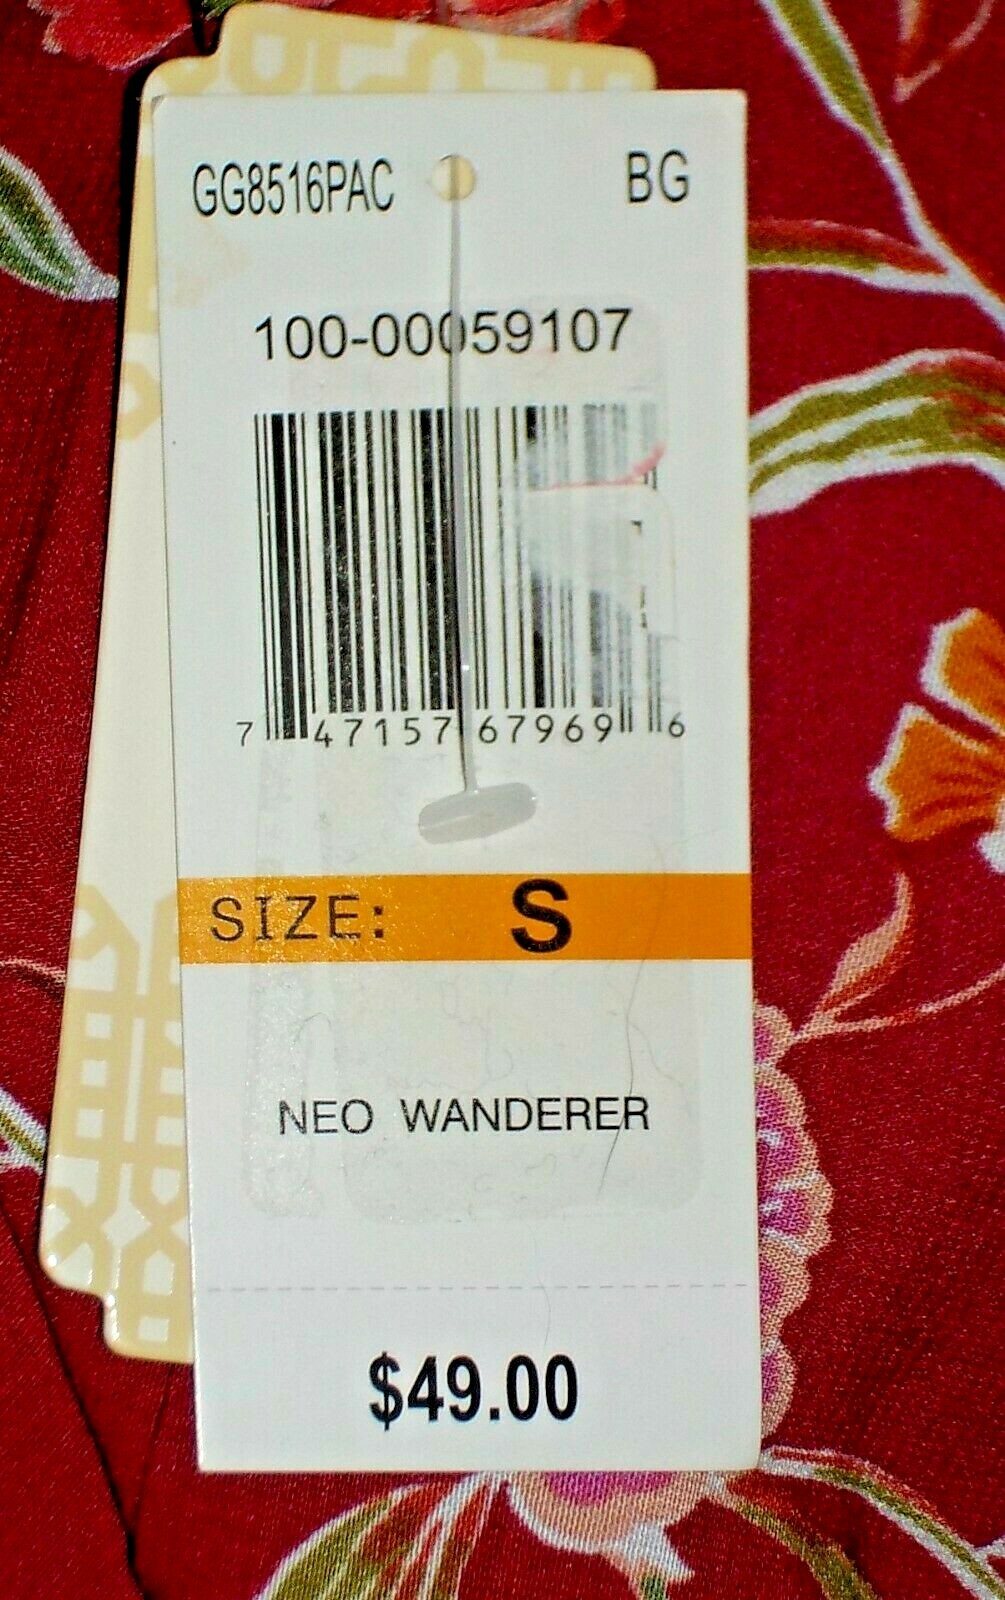 GG8516PAC BG
100-00059107
7 47157 67969 6
SIZE: S
NEO WANDERER
$49.00